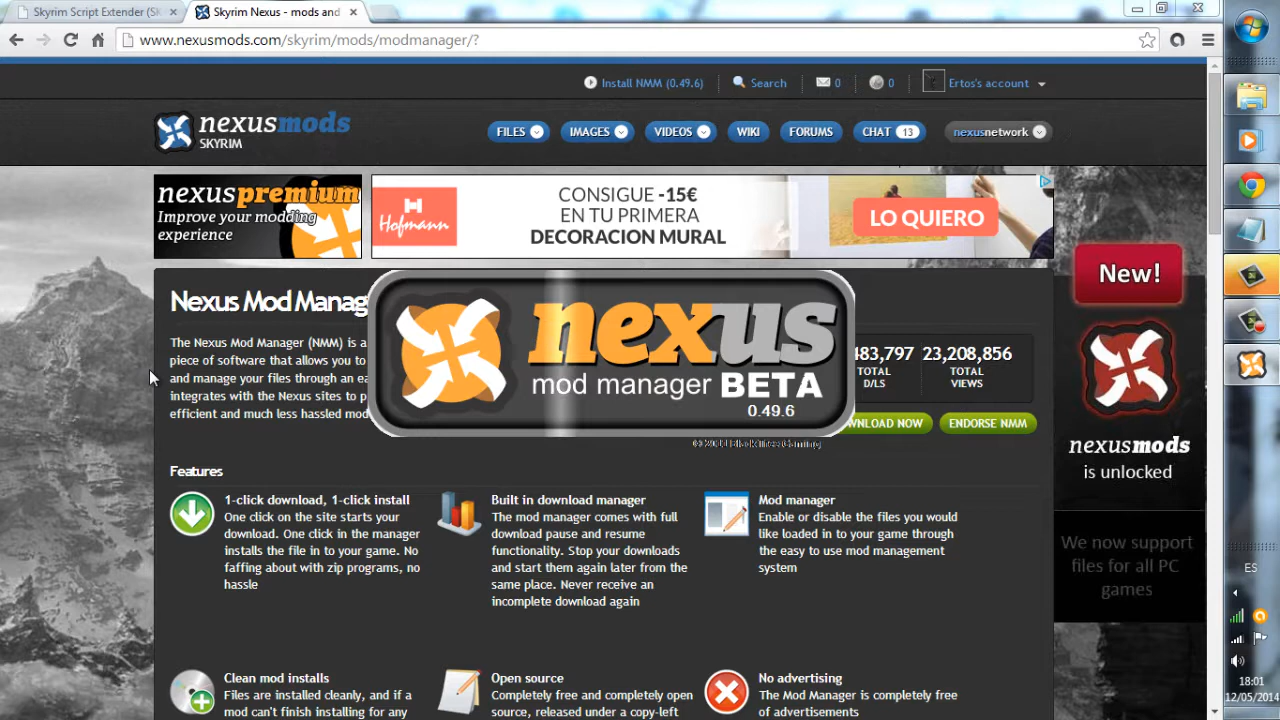 Skyrim Script Extender (SK
Skyrim Nexus - mods and
www.nexusmods.com/skyrim/mods/modmanager/?
Install NMM (0.49.6)
Search
0
0
Ertos's account
nexusmods
SKYRIM
FILES
IMAGES
VIDEOS
WIKI
FORUMS
CHAT 13
nexusnetwork
nexuspremium
Improve your modding
experience
Hofmann
CONSIGUE -15€
EN TU PRIMERA
DECORACION MURAL
LO QUIERO
New!
Nexus Mod Manag
nexus
mod manager BETA
0.49.6
The Nexus Mod Manager (NMM) is a
piece of software that allows you to
and manage your files through an ea
integrates with the Nexus sites to p
efficient and much less hassled mod
483,797 23,208,856
TOTAL TOTAL
D/LS VIEWS
WNLOAD NOW
ENDORSE NMM
nexusmods
is unlocked
We now support
files for all PC
games
Features
1-click download, 1-click install
One click on the site starts your
download. One click in the manager
installs the file in to your game. No
faffing about with zip programs, no
hassle
Built in download manager
The mod manager comes with full
download pause and resume
functionality. Stop your downloads
and start them again later from the
same place. Never receive an
incomplete download again
Mod manager
Enable or disable the files you would
like loaded in to your game through
the easy to use mod management
system
Clean mod installs
Files are installed cleanly, and if a
mod can't finish installing for any
Open source
Completely free and completely open
source, released under a copy-left
No advertising
The Mod Manager is completely free
of advertisements
ES
18:01
12/05/2014